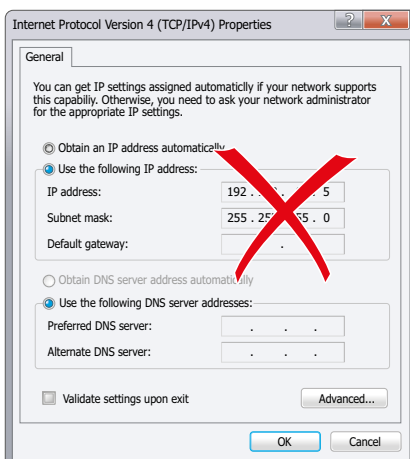 Internet Protocol Version 4 (TCP/IPv4) Properties ? X
General
You can get IP settings assigned automaticlly if your network supports
this capabiliy. Otherwise, you need to ask your network administrator
for the appropriate IP settings.
Obtain an IP address automatically
Use the following IP address:
IP address: 192 . . 5
Subnet mask: 255 . . 0
Default gateway: .
Obtain DNS server address automatically
Use the following DNS server addresses:
Preferred DNS server: . . .
Alternate DNS server: . . .
Validate settings upon exit Advanced...
OK Cancel